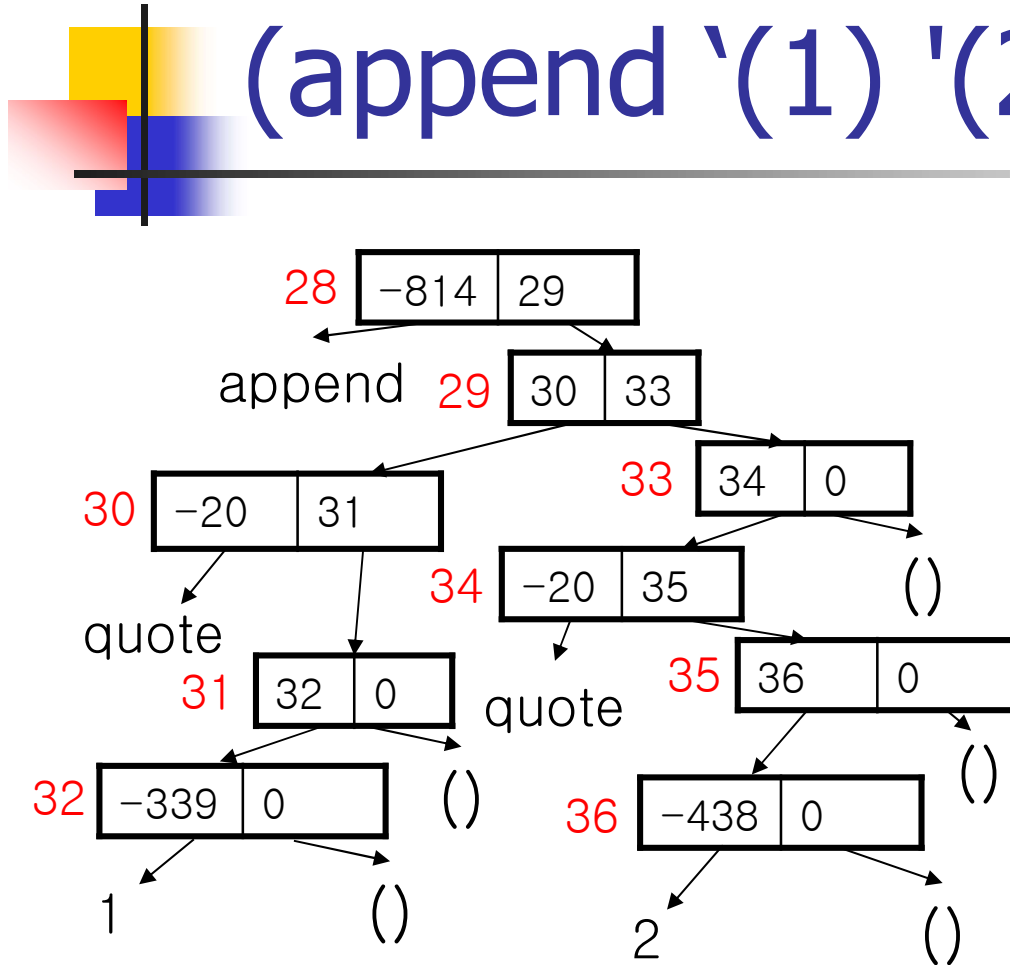 (append `(1) '(2
28 -814 29
append 29 30 33
33 34 0
30 -20 31
34 -20 35 ()
quote
31 32 0 quote 35 36 0
32 -339 0 () 36 -438 0 ()
1 () 2 ()